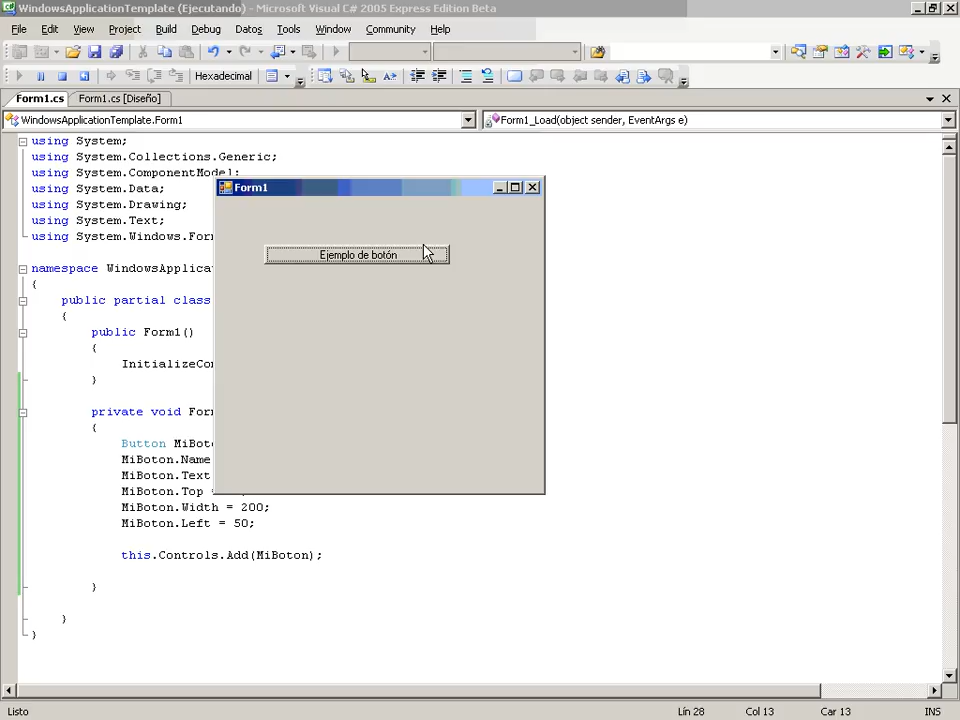 WindowsApplicationTemplate (Ejecutando) - Microsoft Visual C# 2005 Express Edition Beta
File Edit View Project Build Debug Datos Tools Window Community Help
Hexadecimal
Form1.cs Form1.cs [Diseño]
WindowsApplicationTemplate.Form1 Form1_Load(object sender, EventArgs e)
using System;
using System.Collections.Generic;
using System.ComponentModel;
using System.Data;
using System.Drawing;
using System.Text;
using System.Windows.For
namespace WindowsApplica
{
public partial class
{
public Form1()
{
InitializeCon
}
private void For
{
Button MiBot
MiBoton.Name
MiBoton.Text
MiBoton.Top =
MiBoton.Width = 200;
MiBoton.Left = 50;
this.Controls.Add(MiBoton);
}
}
}
Form1
Ejemplo de botón
Listo Lín 28 Col 13 Car 13 INS